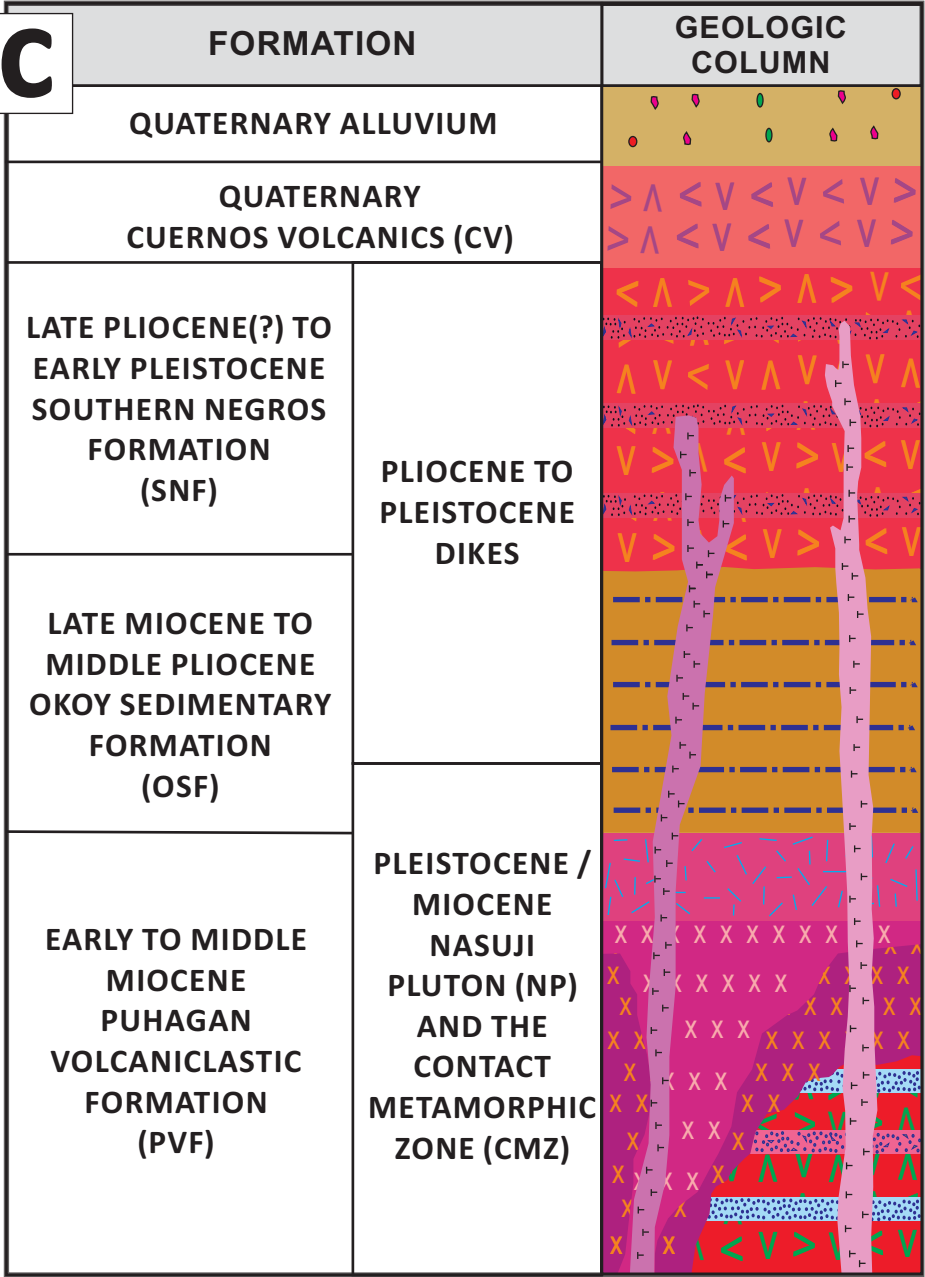 C
FORMATION
GEOLOGIC
COLUMN
QUATERNARY ALLUVIUM
QUATERNARY
CUERNOS VOLCANICS (CV)
LATE PLIOCENE(?) TO
EARLY PLEISTOCENE
SOUTHERN NEGROS
FORMATION
(SNF)
PLIOCENE TO
PLEISTOCENE
DIKES
LATE MIOCENE TO
MIDDLE PLIOCENE
OKOY SEDIMENTARY
FORMATION
(OSF)
PLEISTOCENE /
MIOCENE
NASUJI
PLUTON (NP)
AND THE
CONTACT
METAMORPHIC
ZONE (CMZ)
EARLY TO MIDDLE
MIOCENE
PUHAGAN
VOLCANICLASTIC
FORMATION
(PVF)